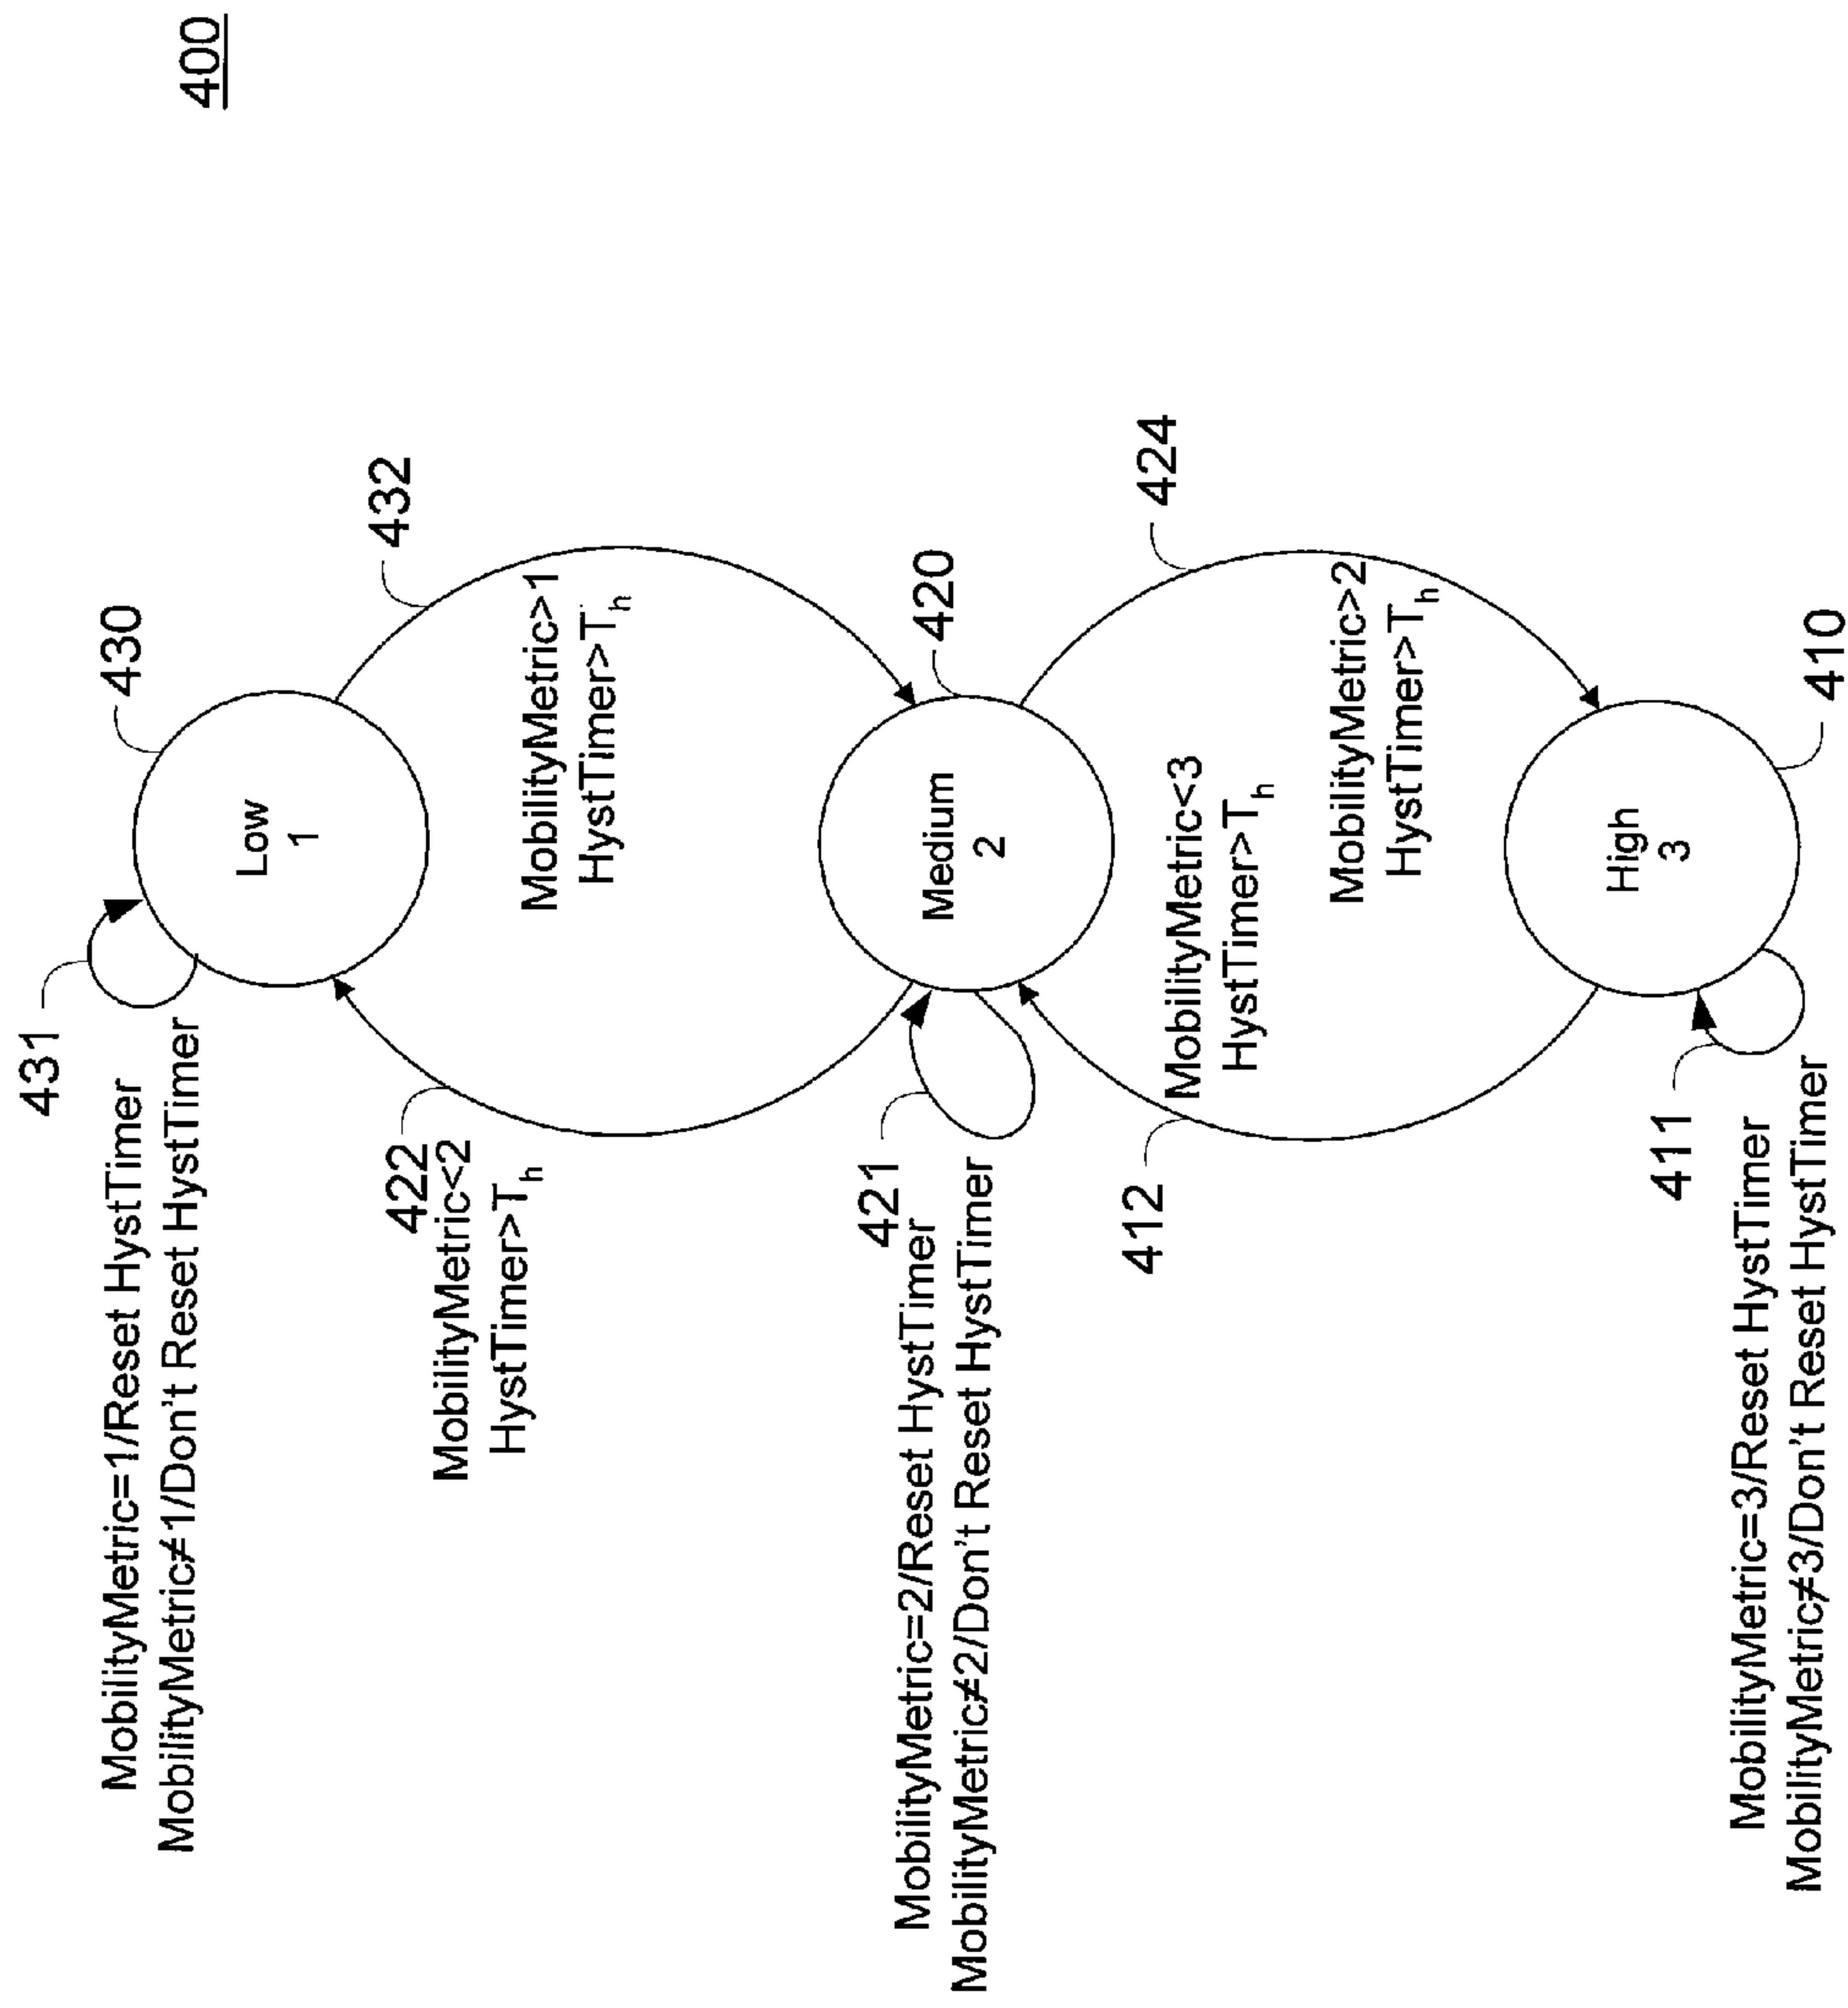 400
431
MobilityMetric=1/Reset HystTimer
MobilityMetric≠1/Don't Reset HystTimer
430
Low
1
432
MobilityMetric>1
HystTimer>Th
422
MobilityMetric<2
HystTimer>Th
420
Medium
2
421
MobilityMetric=2/Reset HystTimer
MobilityMetric≠2/Don't Reset HystTimer
424
MobilityMetric>2
HystTimer>Th
412
MobilityMetric<3
HystTimer>Th
High
3
410
411
MobilityMetric=3/Reset HystTimer
MobilityMetric≠3/Don't Reset HystTimer